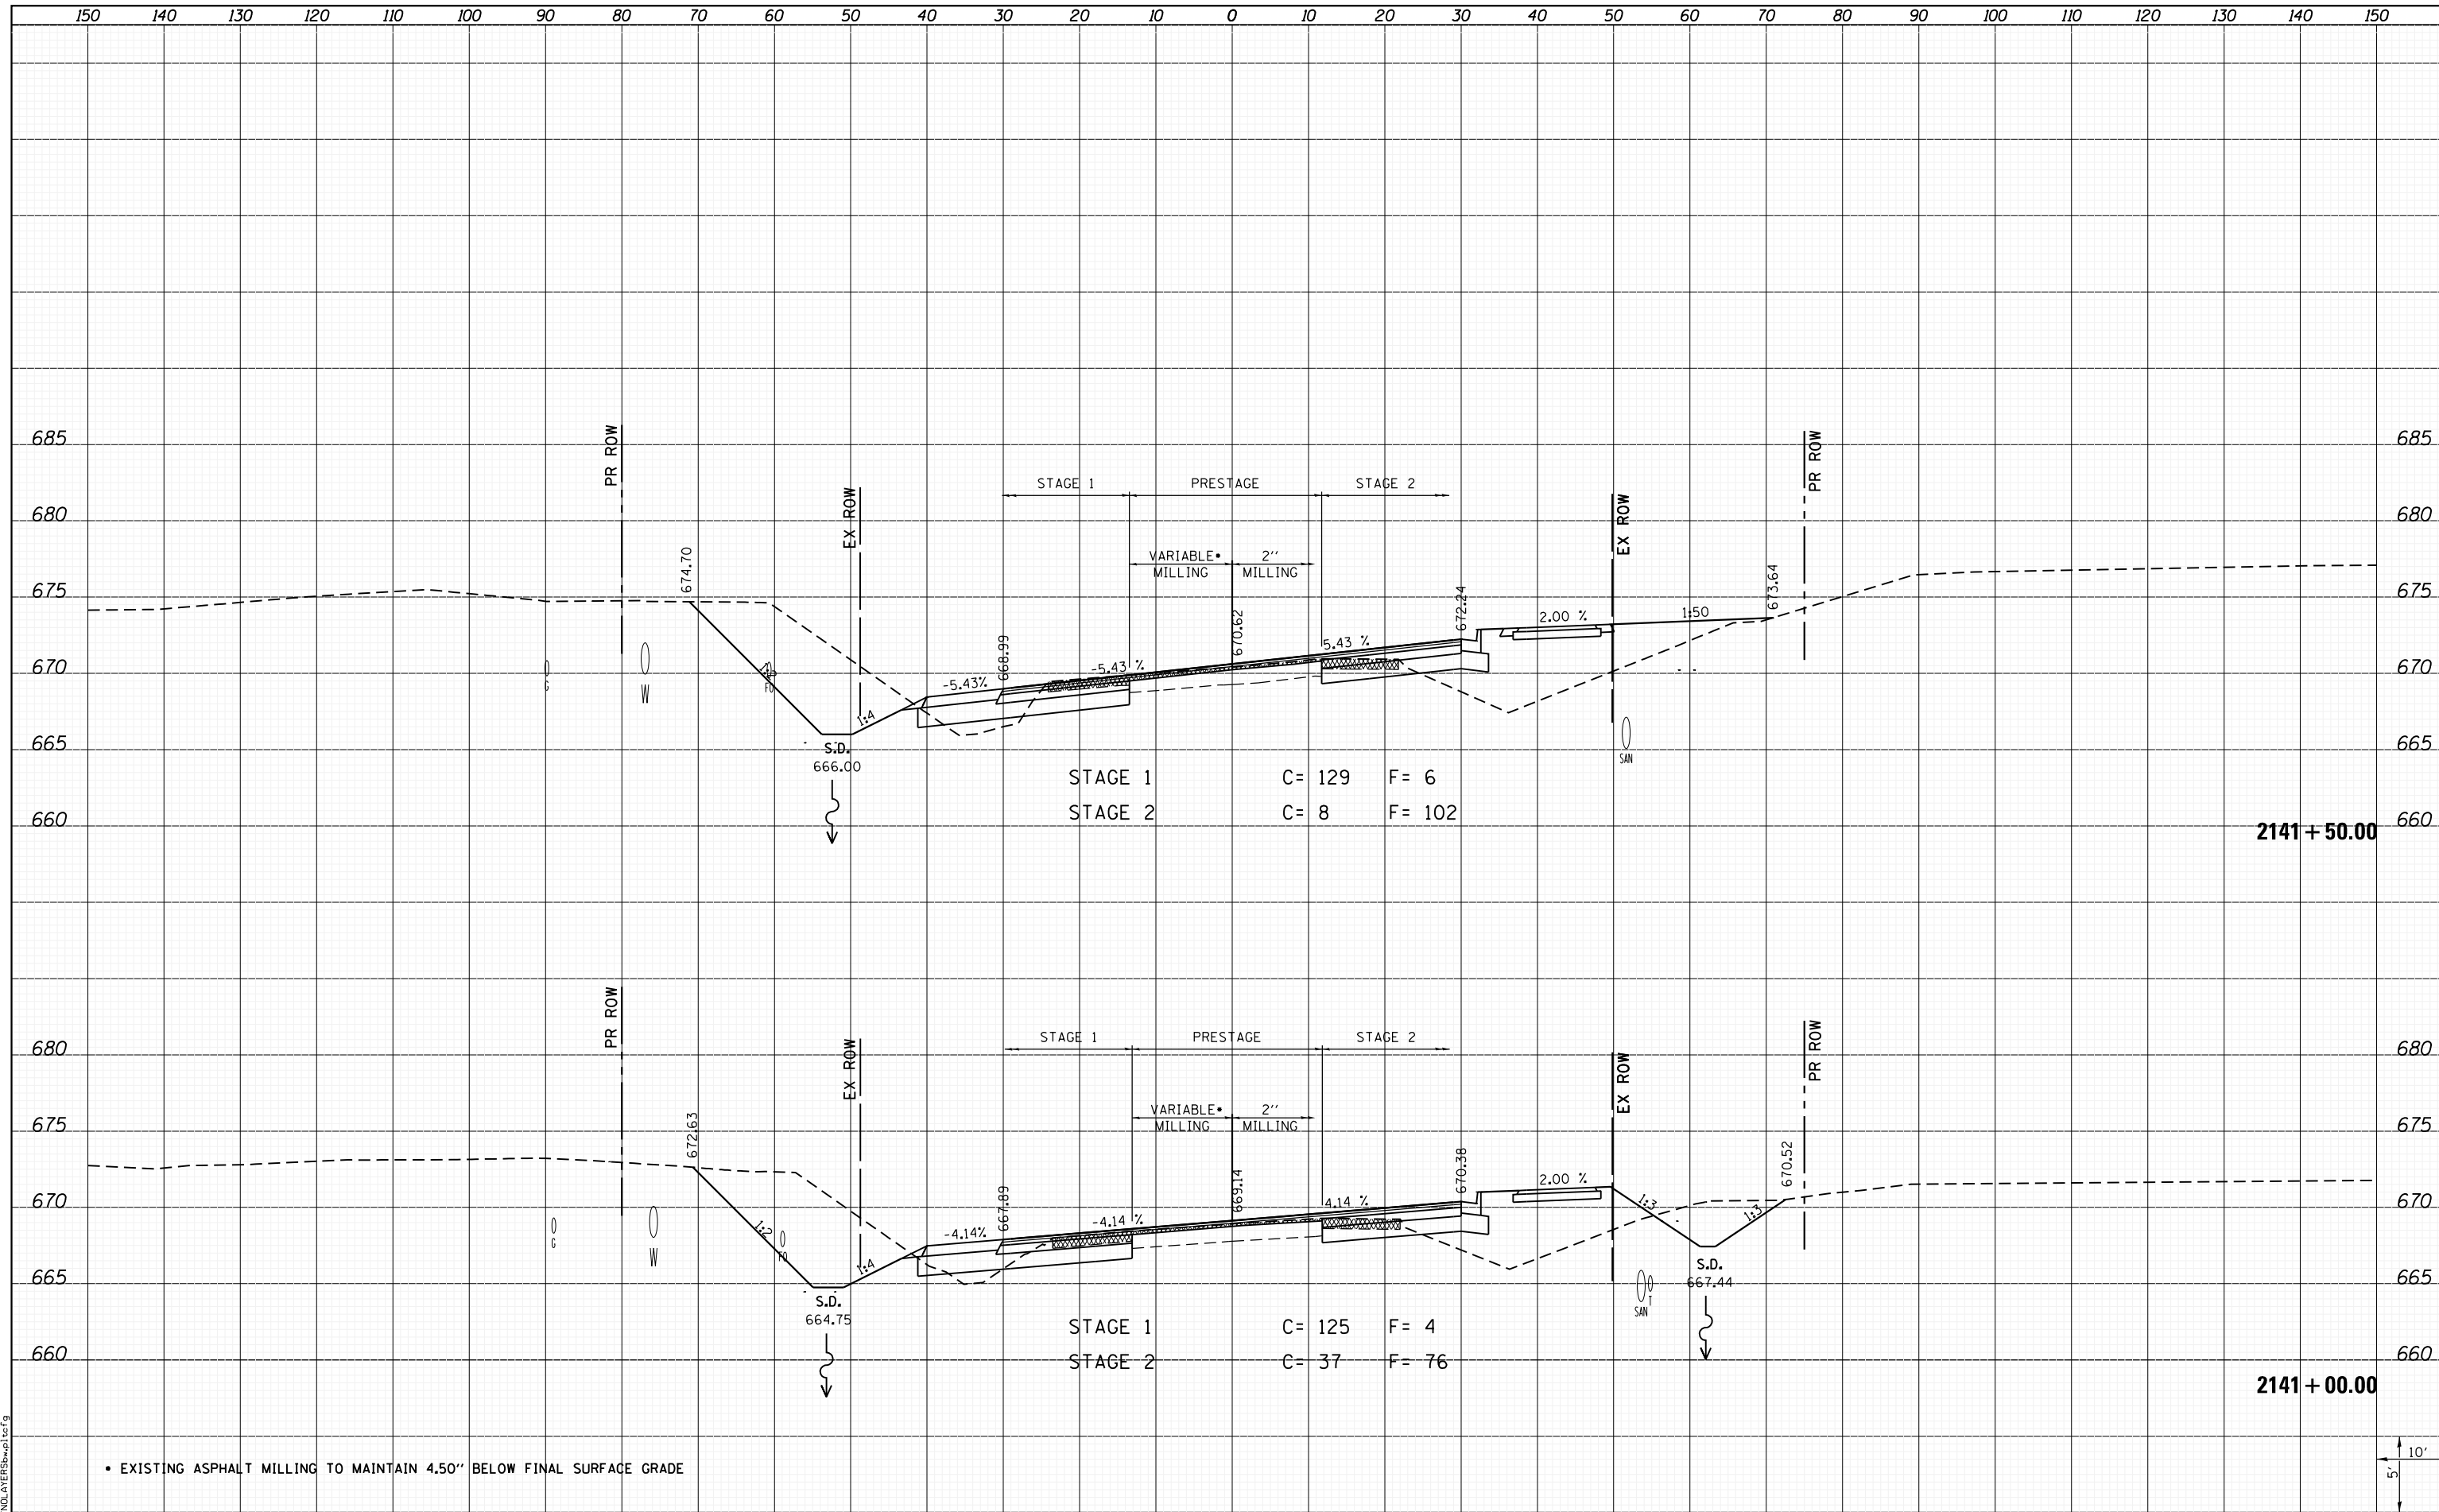 150 140 130 120 110 100 90 80 70 60 50 40 30 20 10 0 10 20 30 40 50 60 70 80 90 100 110 120 130 140 150
685 685
PR ROW
PR ROW
STAGE 1 PRESTAGE STAGE 2
EX ROW
EX ROW
680 680
VARIABLE• 2''
MILLING MILLING
674.70
673.64
675 675
672.24
670.62
668.99
2.00 %
1:50
5.43 %
-5.43 %
-5.43%
670 670
1:2
G
W
FO
1:4
665 665
S.D.
SAN
666.00
STAGE 1 C= 129 F= 6
STAGE 2 C= 8 F= 102
660 660
2141+50.00
PR ROW
PR ROW
STAGE 1 PRESTAGE STAGE 2
EX ROW
EX ROW
680 680
VARIABLE• 2''
MILLING MILLING
675 675
672.63
670.38
670.52
669.14
667.89
2.00 %
4.14 %
-4.14 %
-4.14%
670 670
1:2
1:3
1:3
G
W
FO
1:4
665 665
S.D.
664.75
S.D.
667.44
SAN
T
STAGE 1 C= 125 F= 4
STAGE 2 C= 37 F= 76
660 660
2141+00.00
• EXISTING ASPHALT MILLING TO MAINTAIN 4.50'' BELOW FINAL SURFACE GRADE
10'
5'
NOLAYERSbw.pltcfg